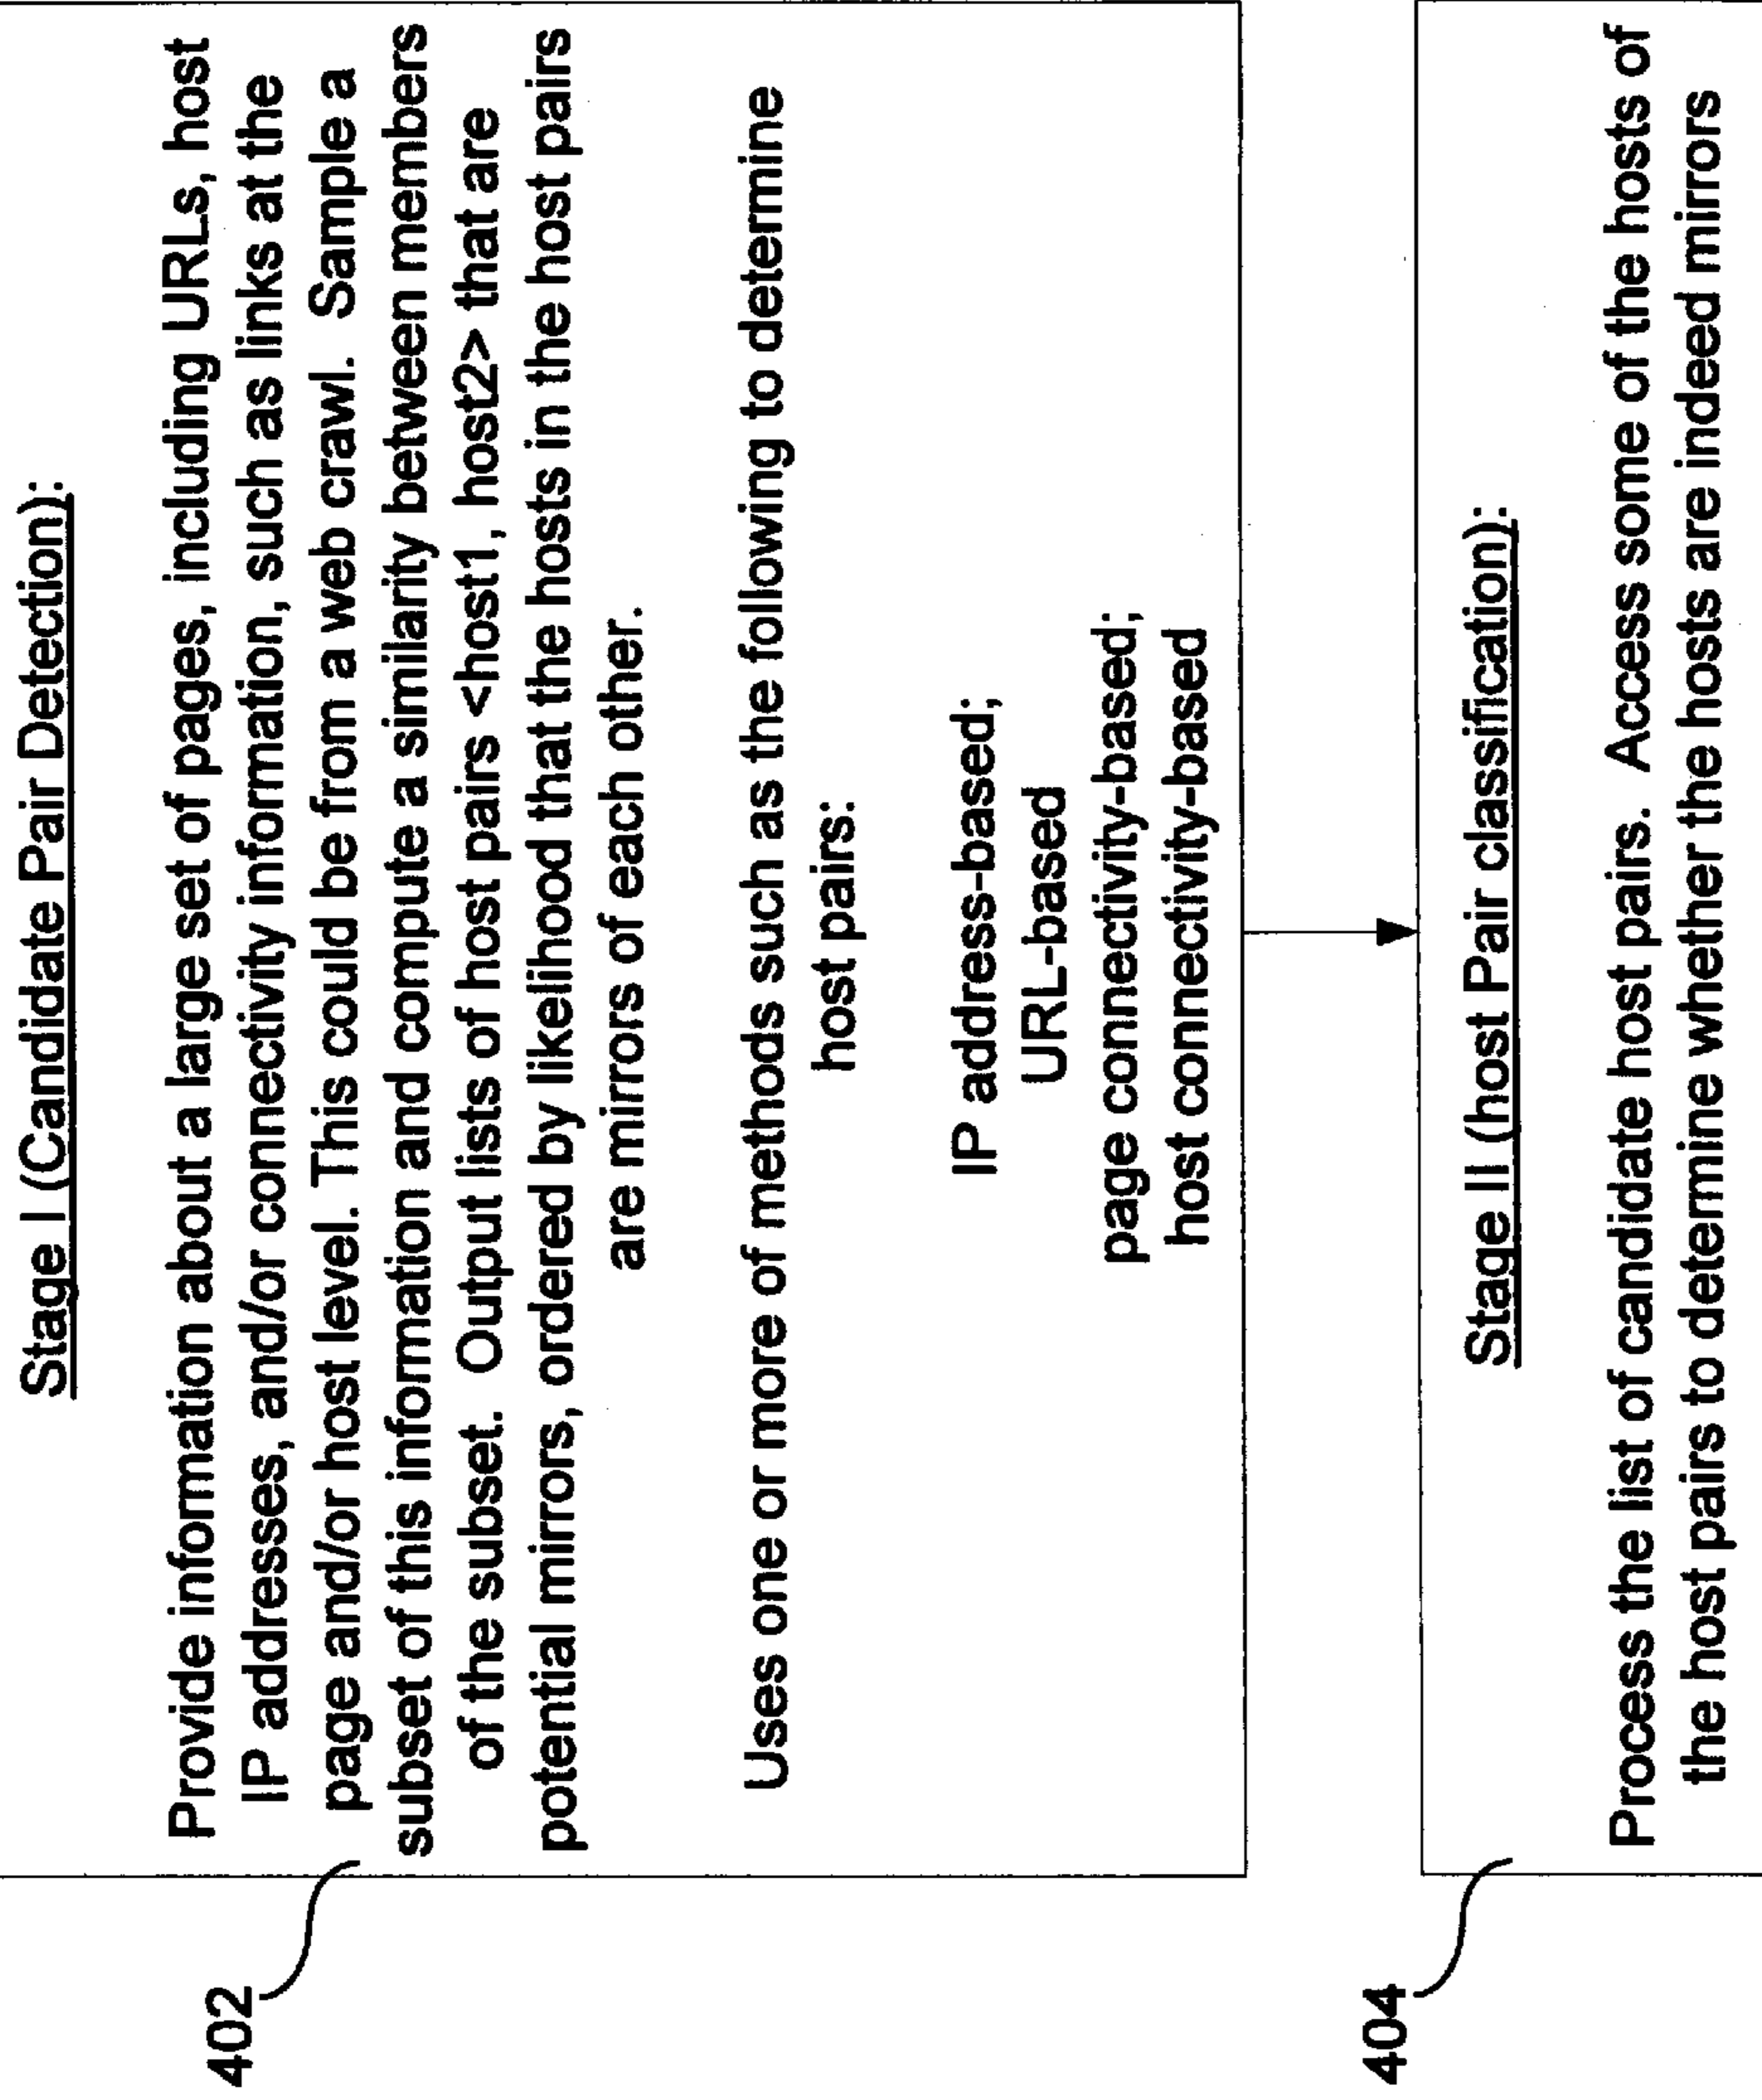 Stage I (Candidate Pair Detection):
Provide information about a large set of pages, including URLs, host
IP addresses, and/or connectivity information, such as links at the
page and/or host level. This could be from a web crawl. Sample a
subset of this information and compute a similarity between members
of the subset. Output lists of host pairs <host1, host2> that are
potential mirrors, ordered by likelihood that the hosts in the host pairs
are mirrors of each other.
Uses one or more of methods such as the following to determine
host pairs:
IP address-based;
URL-based
page connectivity-based;
host connectivity-based
402
Stage II (host Pair classification):
Process the list of candidate host pairs. Access some of the hosts of
the host pairs to determine whether the hosts are indeed mirrors
404